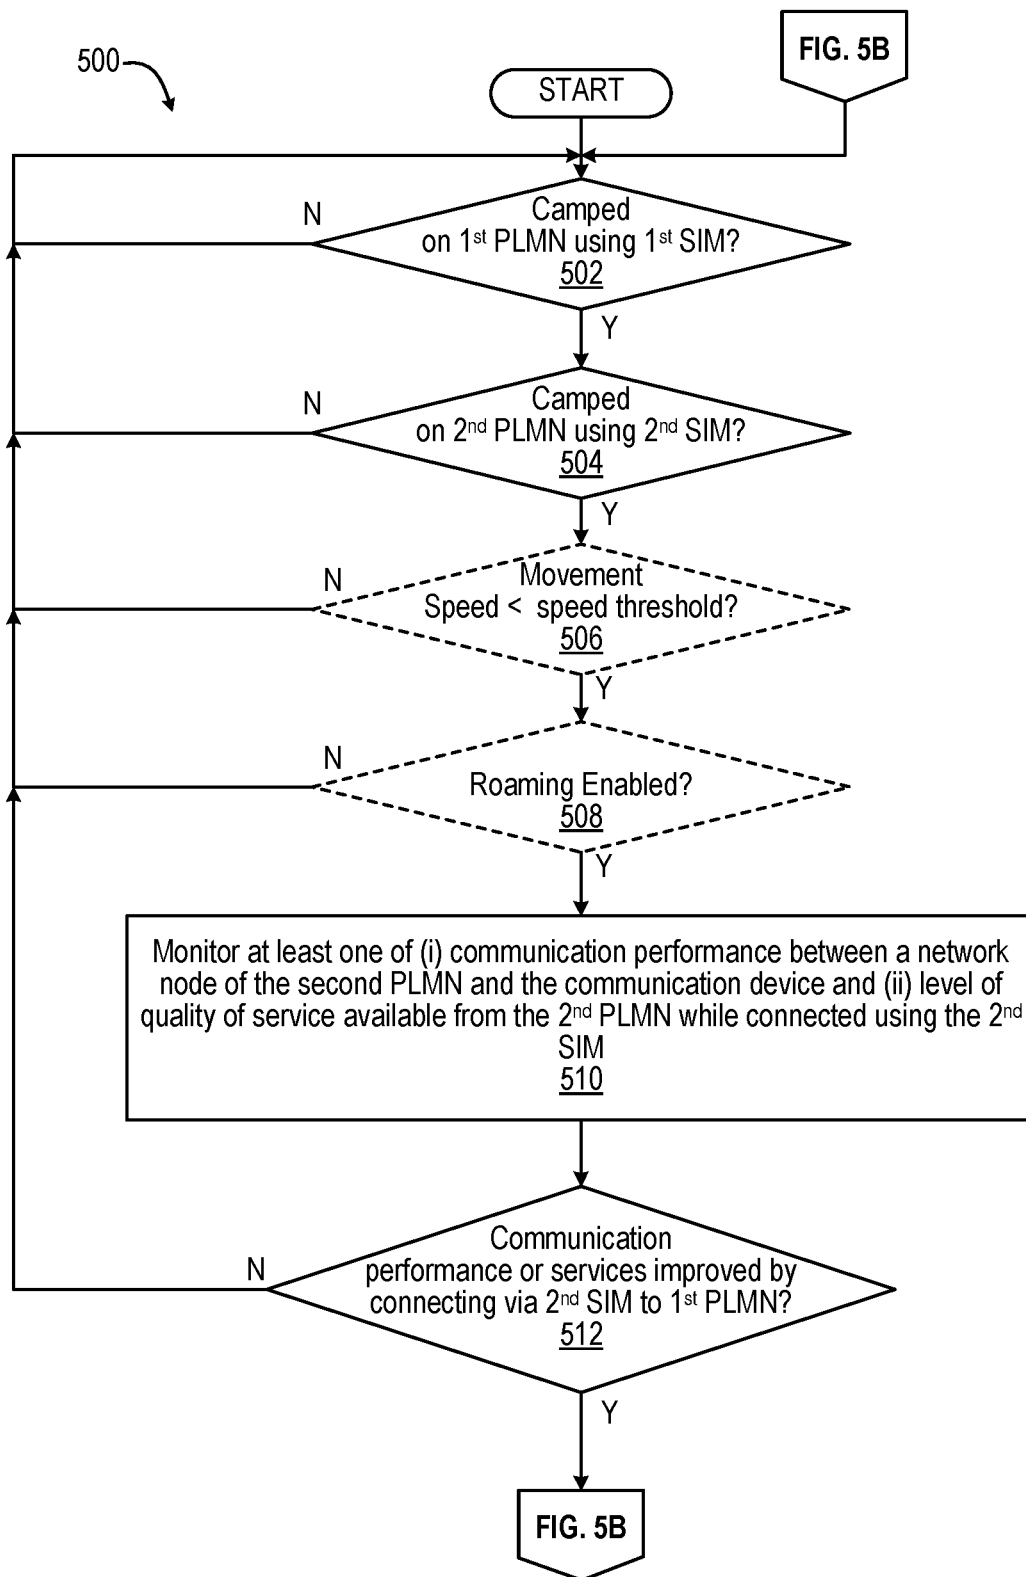 500
FIG. 5B
START
N
Camped
on 1st PLMN using 1st SIM?
502
Y
N
Camped
on 2nd PLMN using 2nd SIM?
504
Y
N
Movement
Speed < speed threshold?
506
Y
N
Roaming Enabled?
508
Y
Monitor at least one of (i) communication performance between a network
node of the second PLMN and the communication device and (ii) level of
quality of service available from the 2nd PLMN while connected using the 2nd
SIM
510
N
Communication
performance or services improved by
connecting via 2nd SIM to 1st PLMN?
512
Y
FIG. 5B